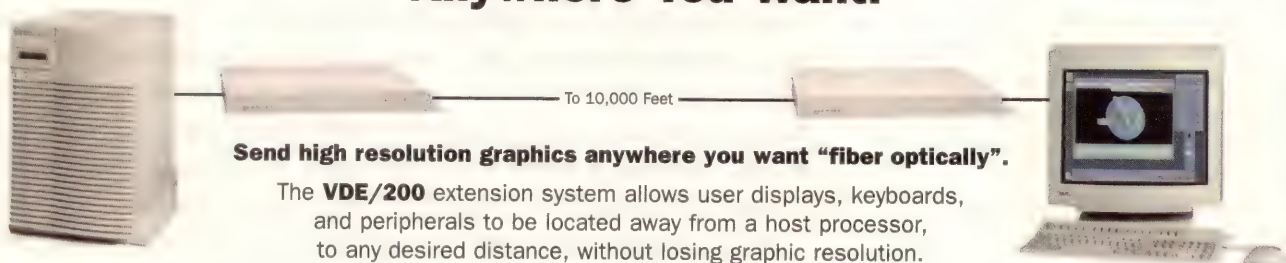 To 10,000 Feet
Send high resolution graphics anywhere you want “fiber optically”.
The VDE/200 extension system allows user displays, keyboards,
and peripherals to be located away from a host processor,
to any desired distance, without losing graphic resolution.